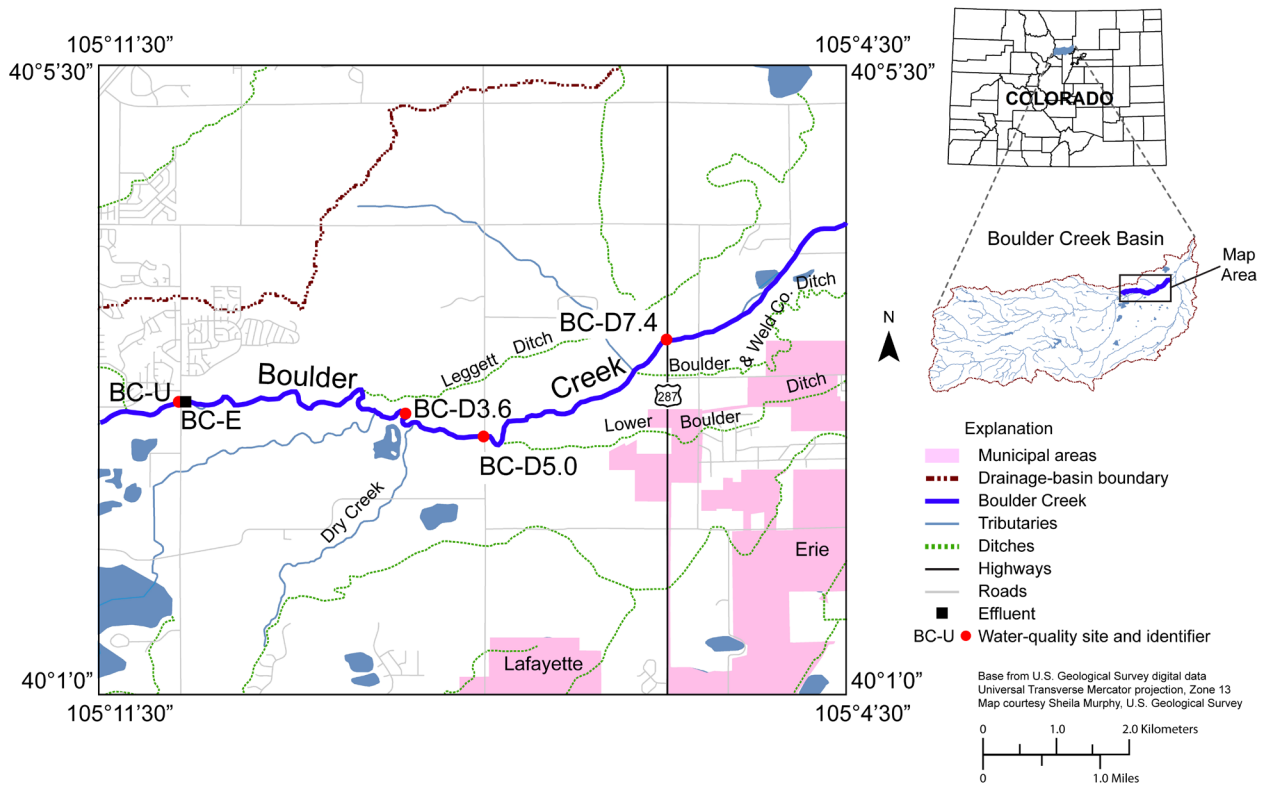 105°11'30”
105°4’30”
40°5'30”
40°5'30”
COLORADO
Boulder Creek Basin
Map
Area
N
BC-D7.4
Ditch
& Weld Co.
Leggett
Ditch
Boulder
Creek
Boulder
287
BC-U
BC-E
BC-D3.6
Ditch
Lower
Boulder
BC-D5.0
Dry Creek
Erie
Lafayette
40°1'0”
40°1'0”
105°11'30”
105°4’30”
Explanation
Municipal areas
Drainage-basin boundary
Boulder Creek
Tributaries
Ditches
Highways
Roads
Effluent
BC-U Water-quality site and identifier
Base from U.S. Geological Survey digital data
Universal Transverse Mercator projection, Zone 13
Map courtesy Sheila Murphy, U.S. Geological Survey
0 1.0 2.0 Kilometers
0 1.0 Miles